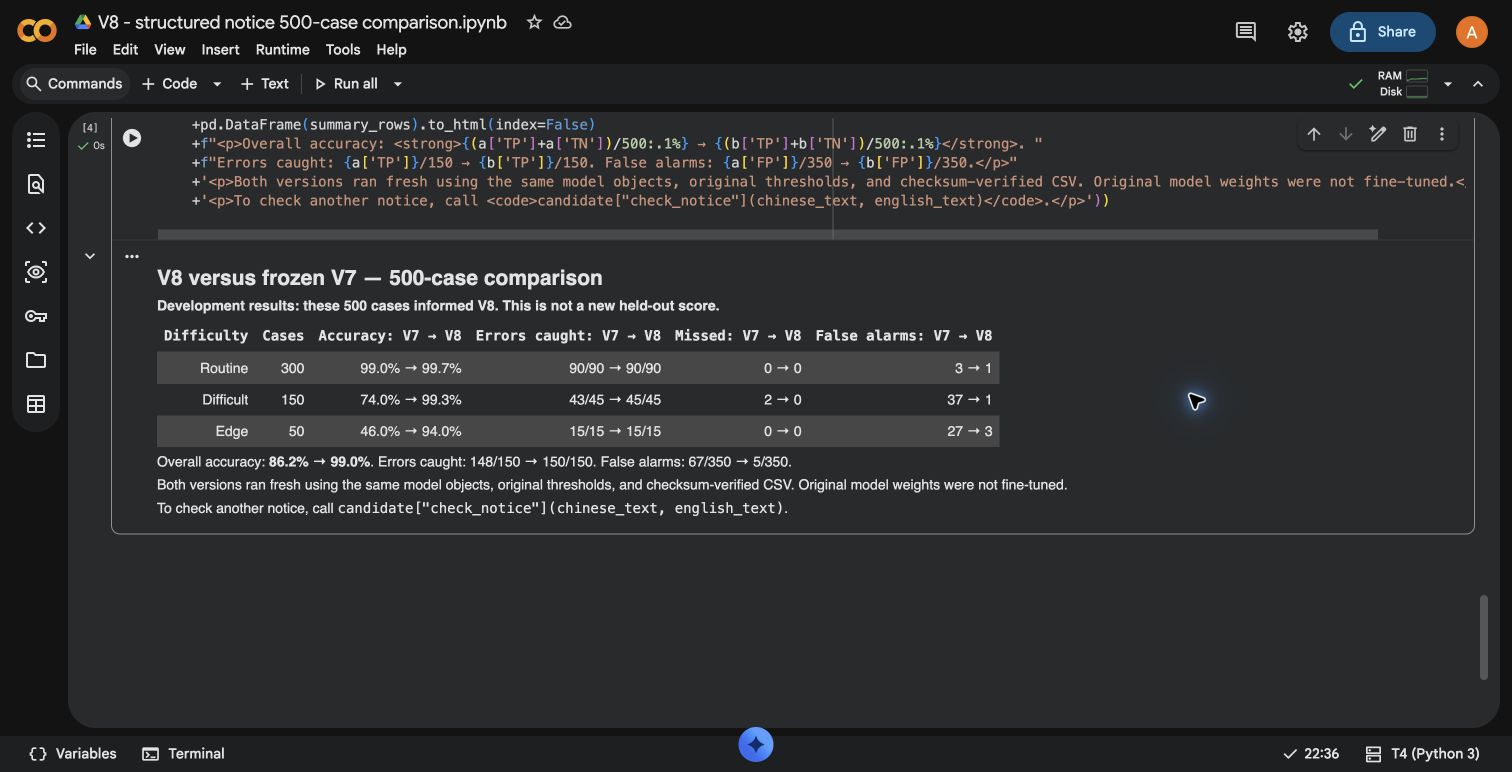 V8 - structured notice 500-case comparison.ipynb
File Edit View Insert Runtime Tools Help
Share
A
Commands + Code + Text Run all
RAM
Disk
[4]
0s
+pd.DataFrame(summary_rows).to_html(index=False)
+f"<p>Overall accuracy: <strong>{(a['TP']+a['TN'])/500:.1%} → {(b['TP']+b['TN'])/500:.1%}</strong>. "
+f"Errors caught: {a['TP']}/150 → {b['TP']}/150. False alarms: {a['FP']}/350 → {b['FP']}/350.</p>"
+'<p>Both versions ran fresh using the same model objects, original thresholds, and checksum-verified CSV. Original model weights were not fine-tuned.<
+'<p>To check another notice, call <code>candidate["check_notice"](chinese_text, english_text)</code>.</p>'))
V8 versus frozen V7 — 500-case comparison
Development results: these 500 cases informed V8. This is not a new held-out score.
Difficulty Cases Accuracy: V7 → V8 Errors caught: V7 → V8 Missed: V7 → V8 False alarms: V7 → V8
Routine 300 99.0% → 99.7% 90/90 → 90/90 0 → 0 3 → 1
Difficult 150 74.0% → 99.3% 43/45 → 45/45 2 → 0 37 → 1
Edge 50 46.0% → 94.0% 15/15 → 15/15 0 → 0 27 → 3
Overall accuracy: 86.2% → 99.0%. Errors caught: 148/150 → 150/150. False alarms: 67/350 → 5/350.
Both versions ran fresh using the same model objects, original thresholds, and checksum-verified CSV. Original model weights were not fine-tuned.
To check another notice, call candidate["check_notice"](chinese_text, english_text).
Variables Terminal
22:36 T4 (Python 3)